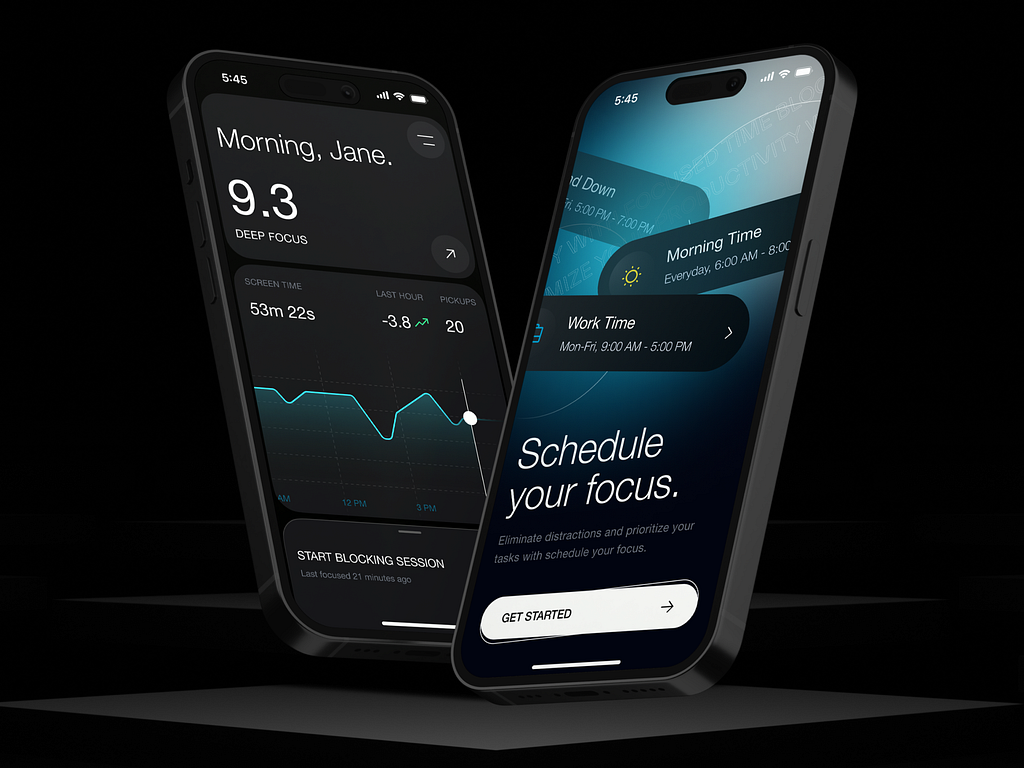 5:45
Morning, Jane.
9.3
DEEP FOCUS
SCREEN TIME
53m 22s
LAST HOUR
-3.8
PICKUPS
20
AM
12 PM
3 PM
START BLOCKING SESSION
Last focused 21 minutes ago
5:45
TIME
Down
5:00 PM - 7:00 PM
Morning Time
Everyday, 6:00 AM - 8:00
Work Time
Mon-Fri, 9:00 AM - 5:00 PM
Schedule
your focus.
Eliminate distractions and prioritize your
tasks with schedule your focus.
GET STARTED